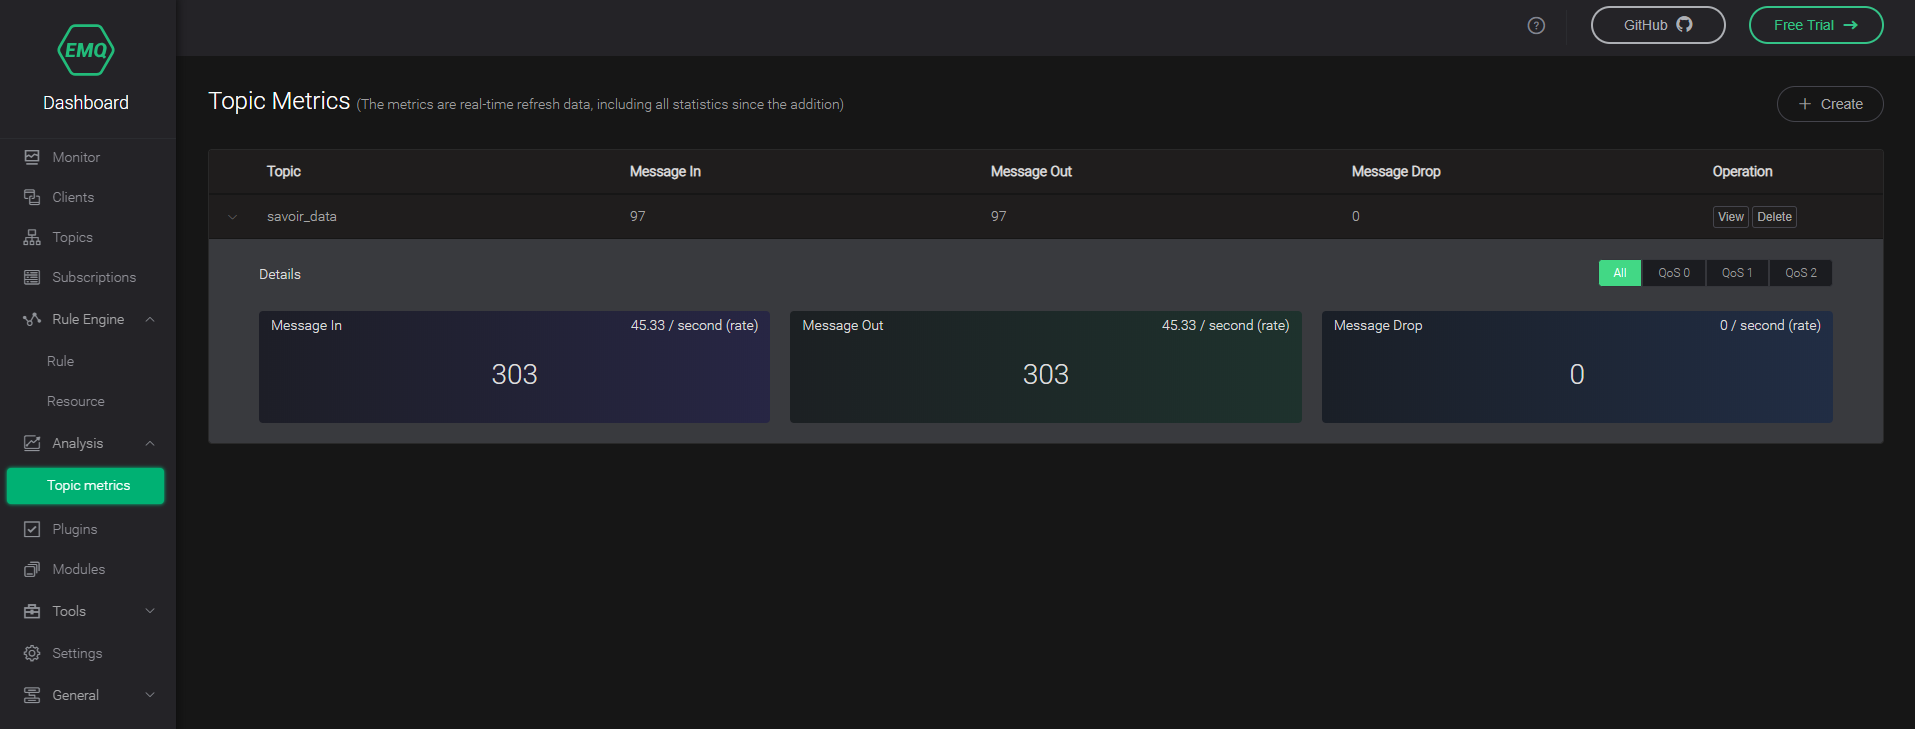 EMQ
Dashboard
Monitor
Clients
Topics
Subscriptions
Rule Engine
Rule
Resource
Analysis
Topic metrics
Plugins
Modules
Tools
Settings
General
? GitHub Free Trial →
Topic Metrics (The metrics are real-time refresh data, including all statistics since the addition)
+ Create
Topic Message In Message Out Message Drop Operation
savoir_data 97 97 0 View Delete
Details All QoS 0 QoS 1 QoS 2
Message In 45.33 / second (rate)
303
Message Out 45.33 / second (rate)
303
Message Drop 0 / second (rate)
0